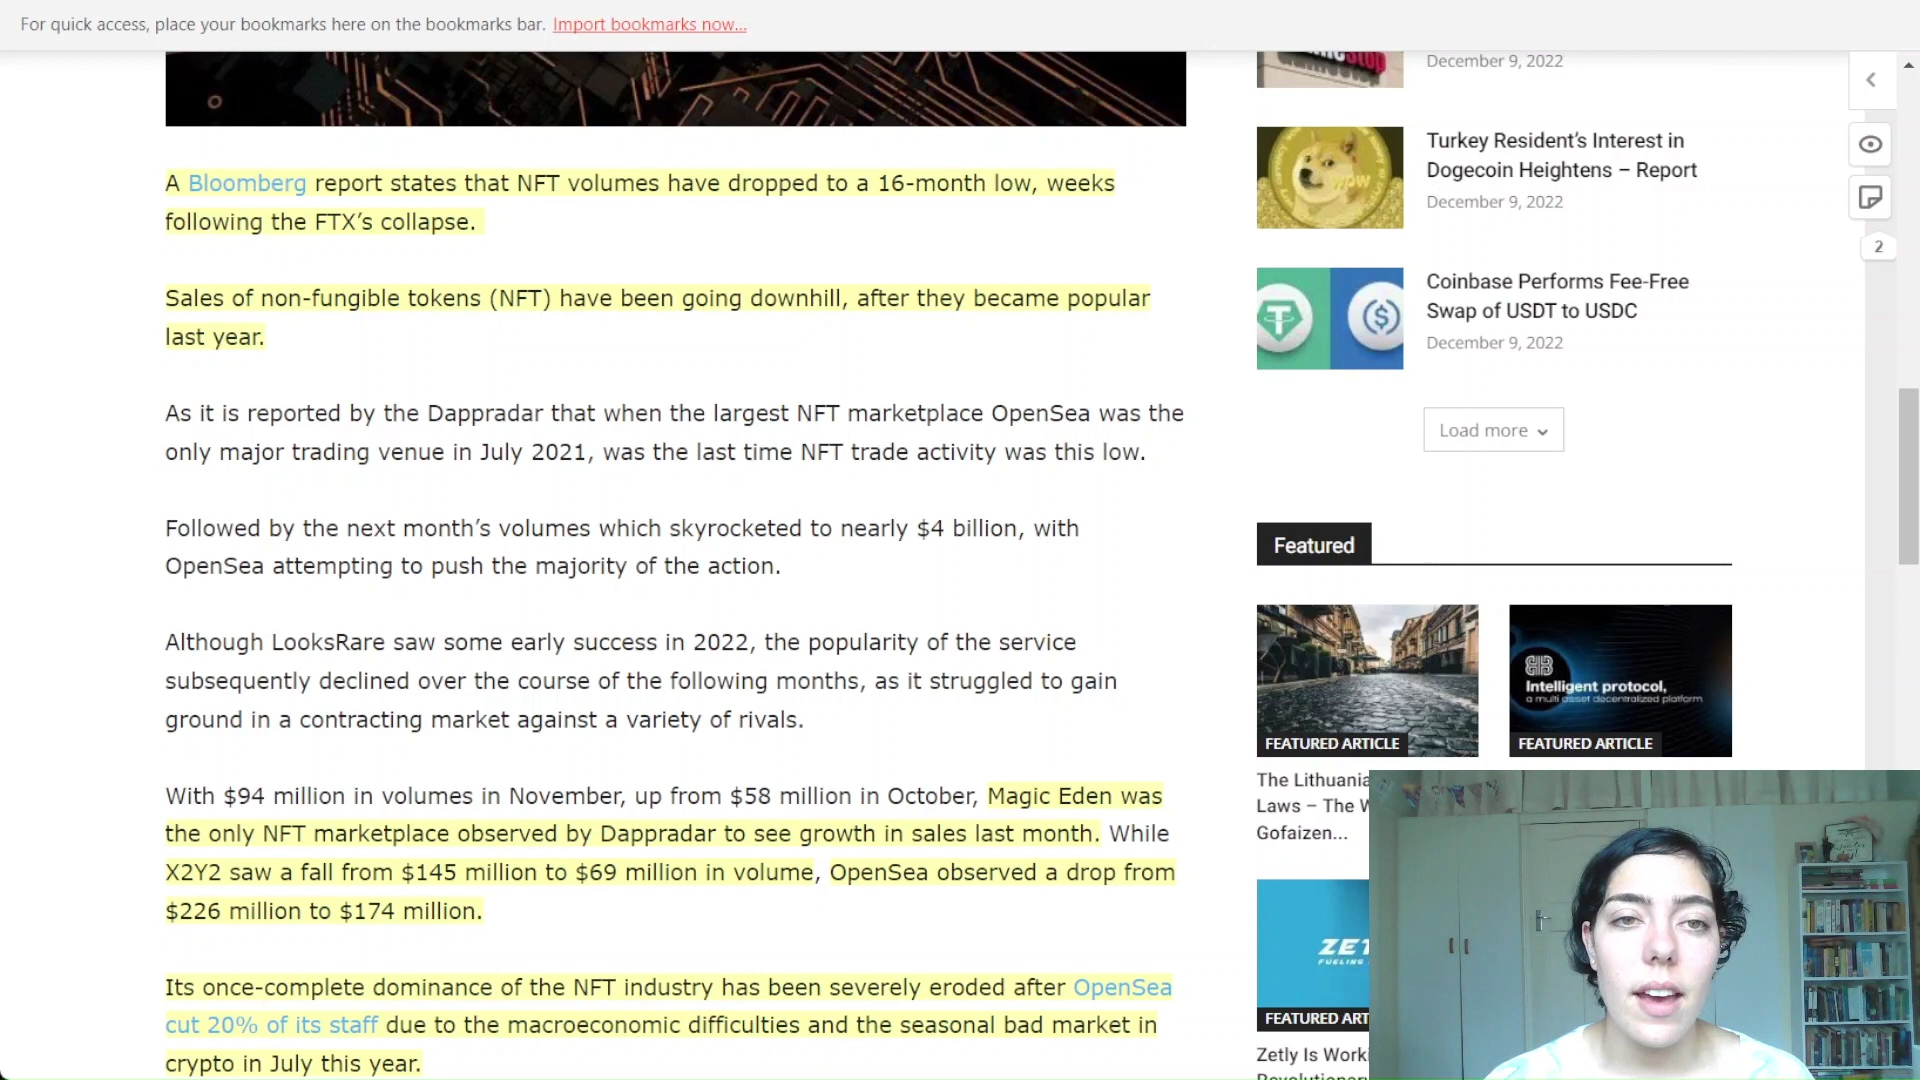 For quick access, place your bookmarks here on the bookmarks bar. Import bookmarks now...
A Bloomberg report states that NFT volumes have dropped to a 16-month low, weeks
following the FTX’s collapse.
Sales of non-fungible tokens (NFT) have been going downhill, after they became popular
last year.
As it is reported by the Dappradar that when the largest NFT marketplace OpenSea was the
only major trading venue in July 2021, was the last time NFT trade activity was this low.
Followed by the next month’s volumes which skyrocketed to nearly $4 billion, with
OpenSea attempting to push the majority of the action.
Although LooksRare saw some early success in 2022, the popularity of the service
subsequently declined over the course of the following months, as it struggled to gain
ground in a contracting market against a variety of rivals.
With $94 million in volumes in November, up from $58 million in October, Magic Eden was
the only NFT marketplace observed by Dappradar to see growth in sales last month. While
X2Y2 saw a fall from $145 million to $69 million in volume, OpenSea observed a drop from
$226 million to $174 million.
Its once-complete dominance of the NFT industry has been severely eroded after OpenSea
cut 20% of its staff due to the macroeconomic difficulties and the seasonal bad market in
crypto in July this year.
December 9, 2022
wow
Turkey Resident’s Interest in
Dogecoin Heightens – Report
December 9, 2022
Coinbase Performs Fee-Free
Swap of USDT to USDC
December 9, 2022
Load more
2
Featured
FEATURED ARTICLE
Intelligent protocol,
a multi asset decentralized platform
FEATURED ARTICLE
The Lithuania
Laws – The W
Gofaizen...
ZET
FUELING
FEATURED ART
Zetly Is Worki